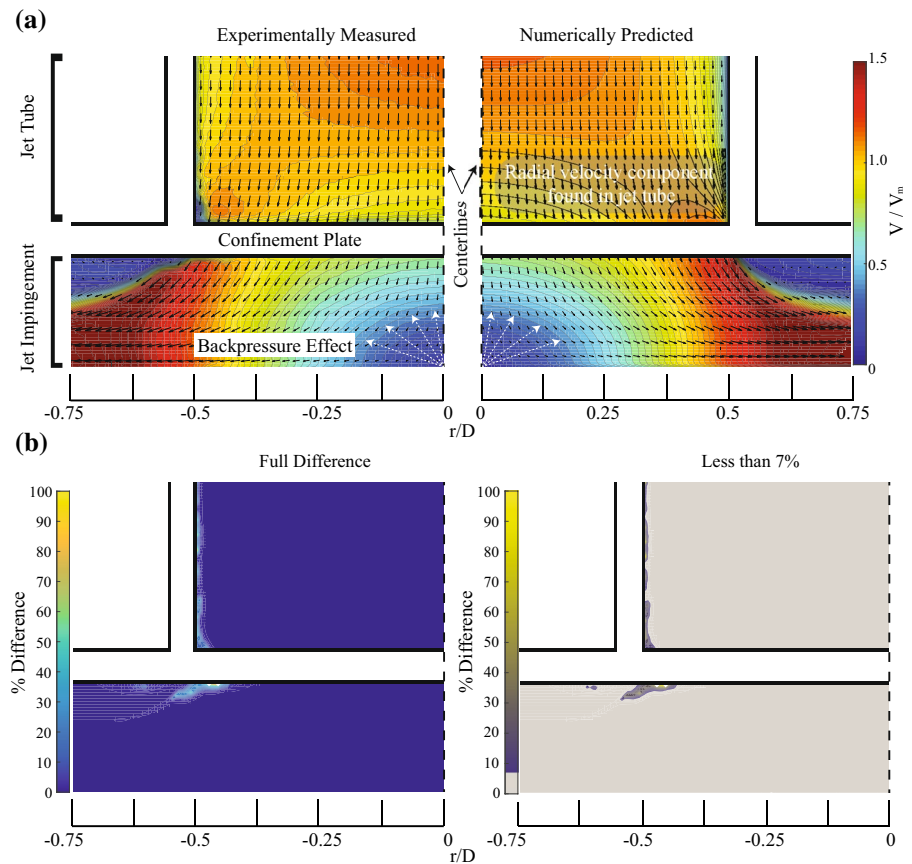 (a)
Experimentally Measured
Numerically Predicted
Jet Tube
Radial velocity component
found in jet tube
Centerlines
Confinement Plate
Jet Impingement
Backpressure Effect
1.5
1.0
0.5
0
V / Vm
-0.75
-0.5
-0.25
0
0
0.25
0.5
0.75
r/D
(b)
Full Difference
Less than 7%
100
90
80
70
60
50
40
30
20
10
0
% Difference
100
90
80
70
60
50
40
30
20
10
0
% Difference
-0.75
-0.5
-0.25
0
-0.75
-0.5
-0.25
0
r/D